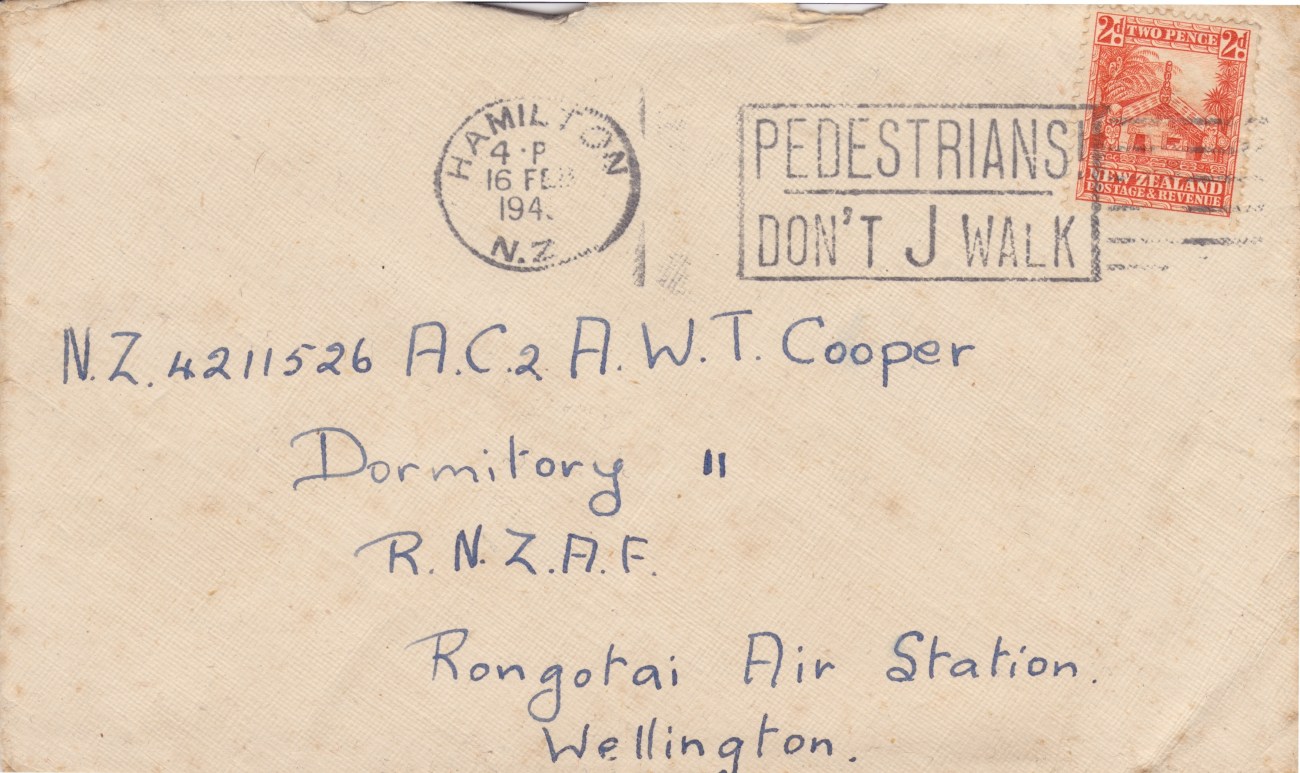 2d TWO PENCE 2d
NEW ZEALAND
POSTAGE & REVENUE
HAMILTON
4 · P
16 FEB
194
N.Z.
PEDESTRIANS
DON'T J WALK
N.Z. 4211526 A.C.2 A.W.T. Cooper
Dormitory 11
R.N.Z.A.F.
Rongotai Air Station.
Wellington.